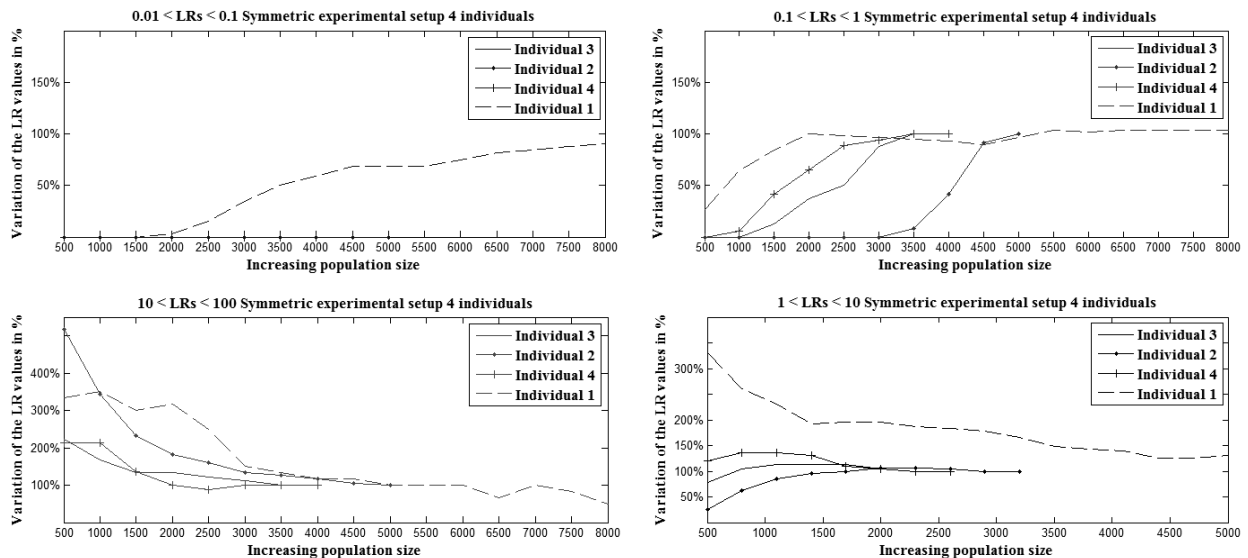 0.01 < LRs < 0.1 Symmetric experimental setup 4 individuals
Variation of the LR values in %
150%
100%
50%
Individual 3
Individual 2
Individual 4
Individual 1
500 1000 1500 2000 2500 3000 3500 4000 4500 5000 5500 6000 6500 7000 7500 8000
Increasing population size
0.1 < LRs < 1 Symmetric experimental setup 4 individuals
Variation of the LR values in %
150%
100%
50%
Individual 3
Individual 2
Individual 4
Individual 1
500 1000 1500 2000 2500 3000 3500 4000 4500 5000 5500 6000 6500 7000 7500 8000
Increasing population size
10 < LRs < 100 Symmetric experimental setup 4 individuals
Variation of the LR values in %
400%
300%
200%
100%
Individual 3
Individual 2
Individual 4
Individual 1
500 1000 1500 2000 2500 3000 3500 4000 4500 5000 5500 6000 6500 7000 7500 8000
Increasing population size
1 < LRs < 10 Symmetric experimental setup 4 individuals
Variation of the LR values in %
300%
200%
150%
100%
50%
Individual 3
Individual 2
Individual 4
Individual 1
500 1000 1500 2000 2500 3000 3500 4000 4500 5000
Increasing population size